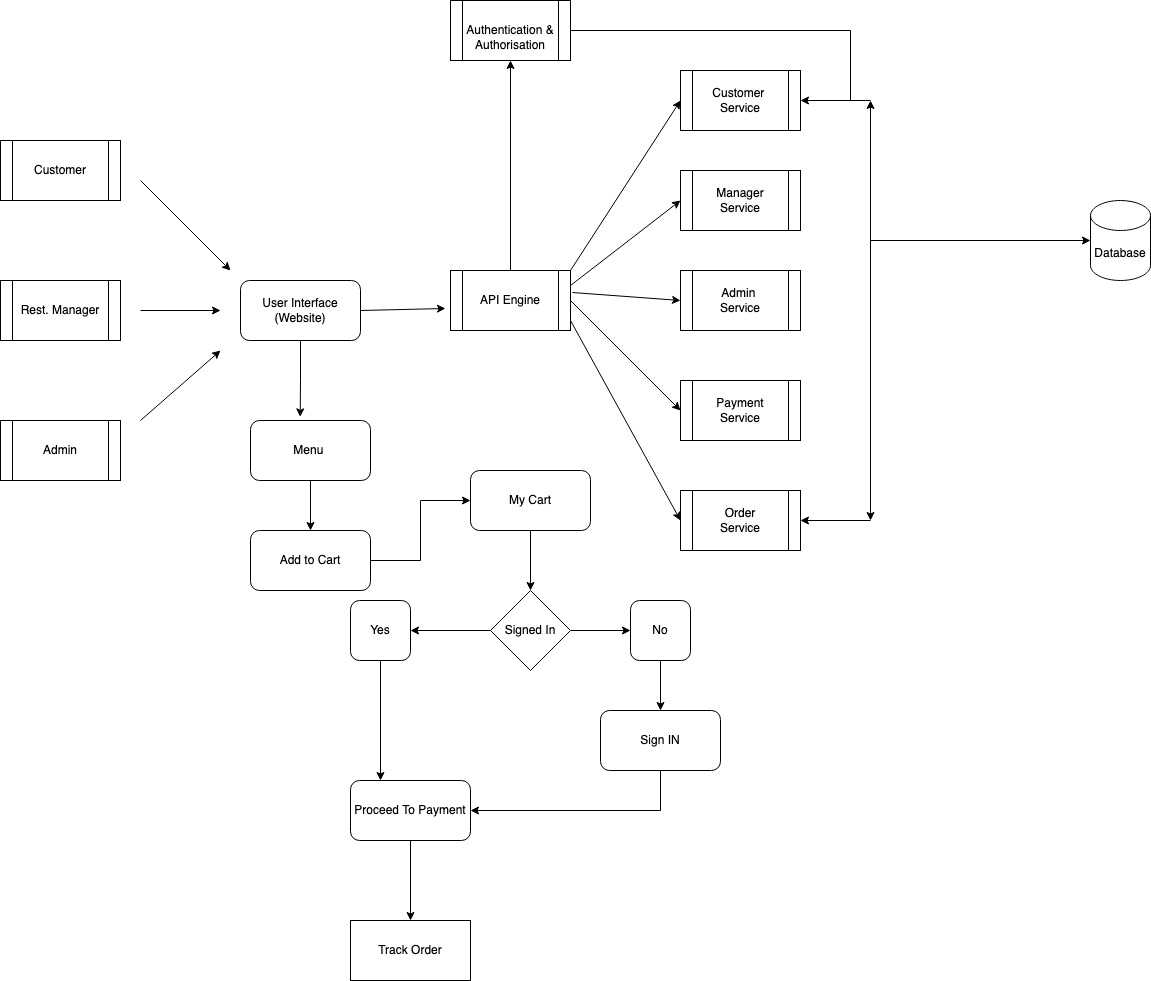 Authentication &
Authorisation
Customer
Service
Customer
Manager
Service
Database
Rest. Manager
User Interface
(Website)
API Engine
Admin
Service
Payment
Service
Admin
Menu
My Cart
Order
Service
Add to Cart
Yes
Signed In
No
Sign IN
Proceed To Payment
Track Order